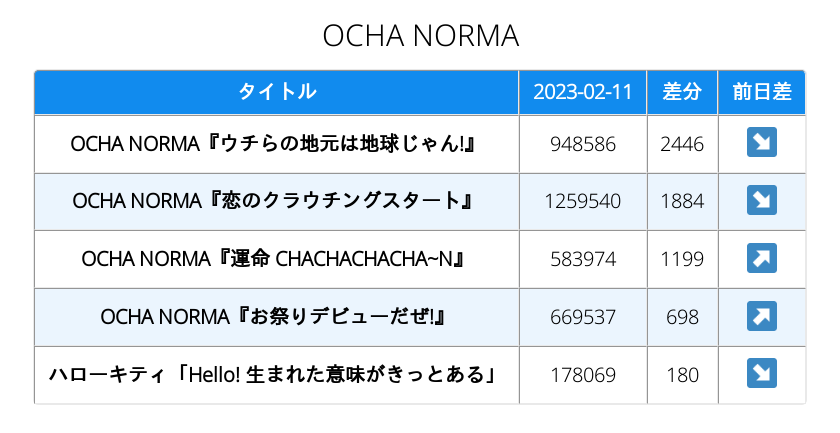 OCHA NORMA
タイトル 2023-02-11 差分 前日差
OCHA NORMA『ウチらの地元は地球じゃん!』 948586 2446 ↘
OCHA NORMA『恋のクラウチングスタート』 1259540 1884 ↘
OCHA NORMA『運命 CHACHACHACHA~N』 583974 1199 ↗
OCHA NORMA『お祭りデビューだぜ!』 669537 698 ↗
ハローキティ「Hello! 生まれた意味がきっとある」 178069 180 ↘